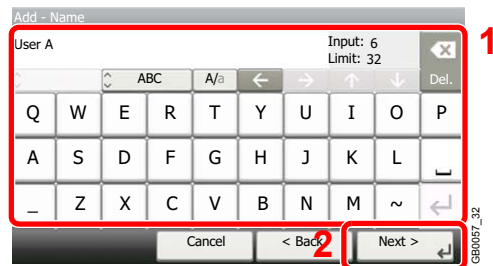 Add - Name
User A Input: 6
Limit: 32
ABC A/a ← → ↑ ↓ Del.
Q W E R T Y U I O P
A S D F G H J K L
_ Z X C V B N M ~
Cancel < Back Next >
1
2
GB0057_32